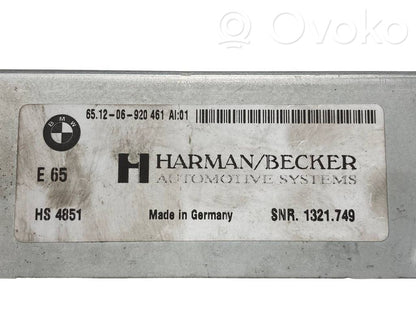 Ovoko
BMW
65.12-06-920 461 AI:01
E 65
HARMAN/BECKER
AUTOMOTIVE SYSTEMS
HS 4851
Made in Germany
SNR. 1321.749